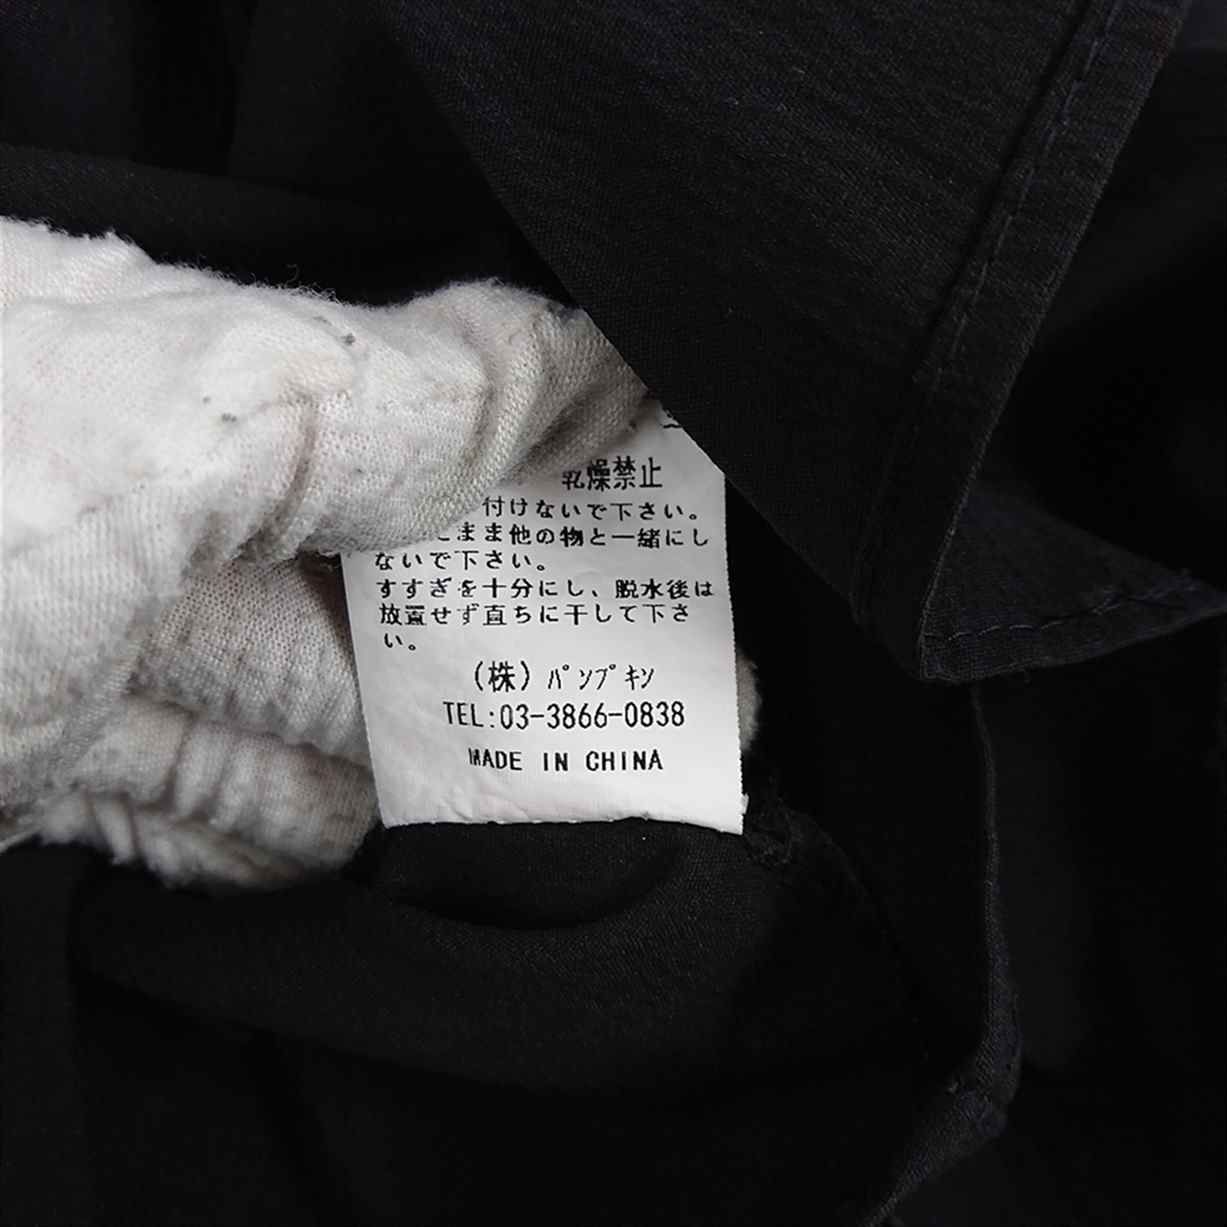 乾燥禁止
付けないで下さい。
まま他の物と一緒にし
ないで下さい。
すすぎを十分にし、脱水後は
放置せず直ちに干して下さ
い。
(株)パンプキン
TEL:03-3866-0838
MADE IN CHINA